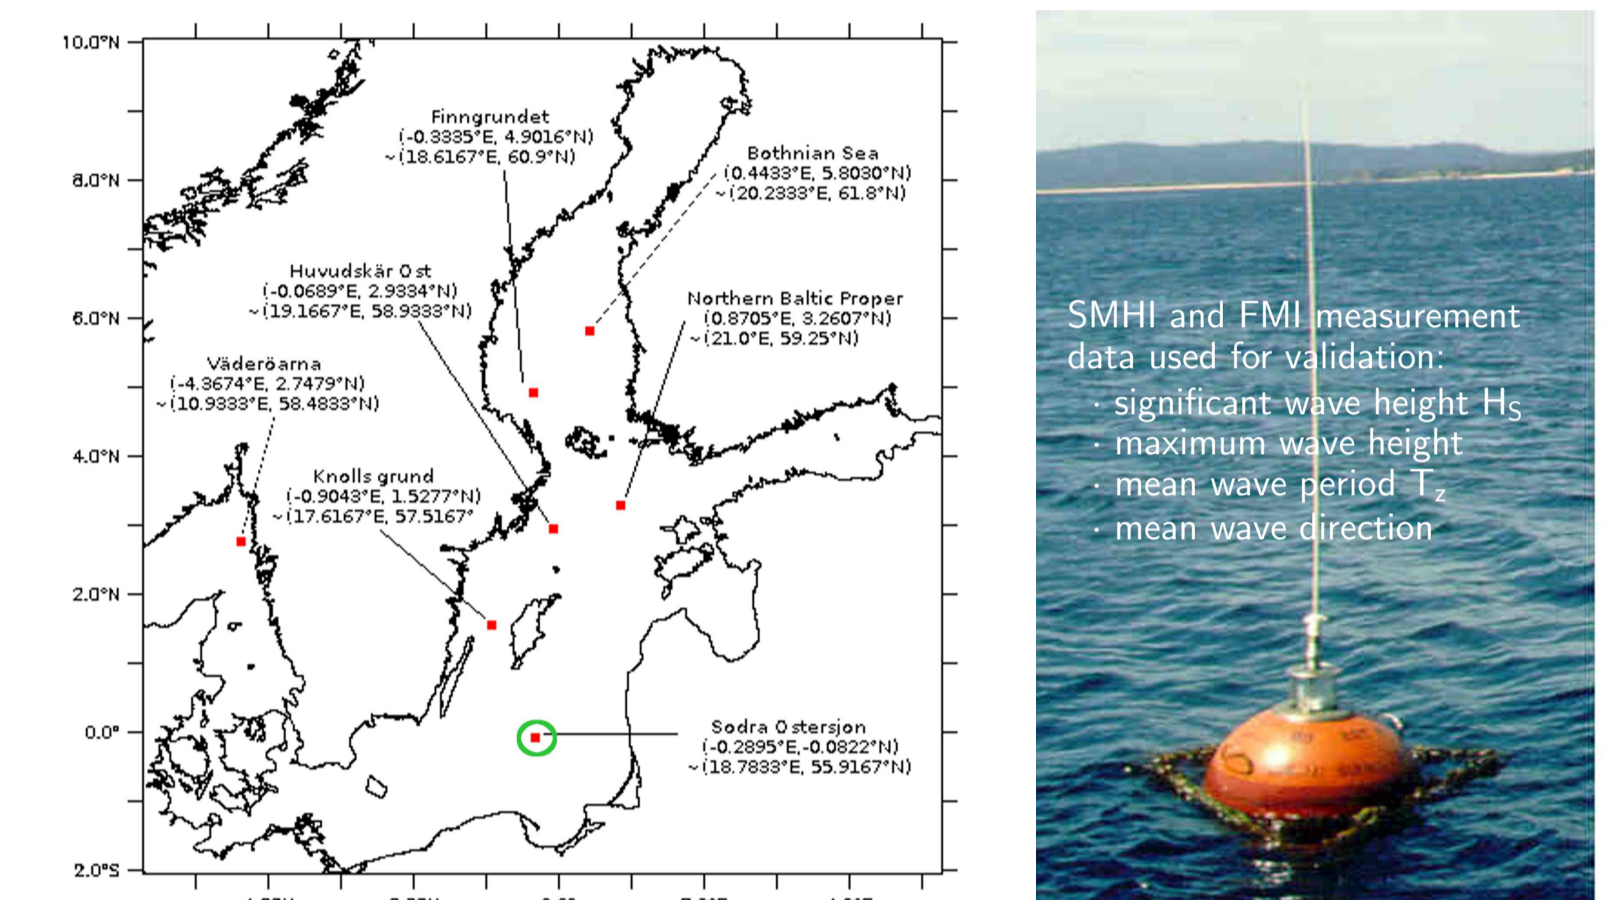 10.0°N
8.0°N
6.0°N
4.0°N
2.0°N
0.0°
2.0°S
Finngrundet
(-0.3335°E, 4.9016°N)
~(18.6167°E, 60.9°N)
Bothnian Sea
(0.4433°E, 5.8030°N)
~(20.2333°E, 61.8°N)
Huvudskär Ost
(-0.0689°E, 2.9334°N)
~(19.1667°E, 58.9333°N)
Northern Baltic Proper
(0.8705°E, 3.2607°N)
~(21.0°E, 59.25°N)
Väderöarna
(-4.3674°E, 2.7479°N)
~(10.9333°E, 58.4833°N)
Knolls grund
(-0.9043°E, 1.5277°N)
~(17.6167°E, 57.5167°
Sodra Ostersjon
(-0.2895°E,-0.0822°N)
~(18.7833°E, 55.9167°N)
SMHI and FMI measurement
data used for validation:
· significant wave height H_S
· maximum wave height
· mean wave period T_z
· mean wave direction